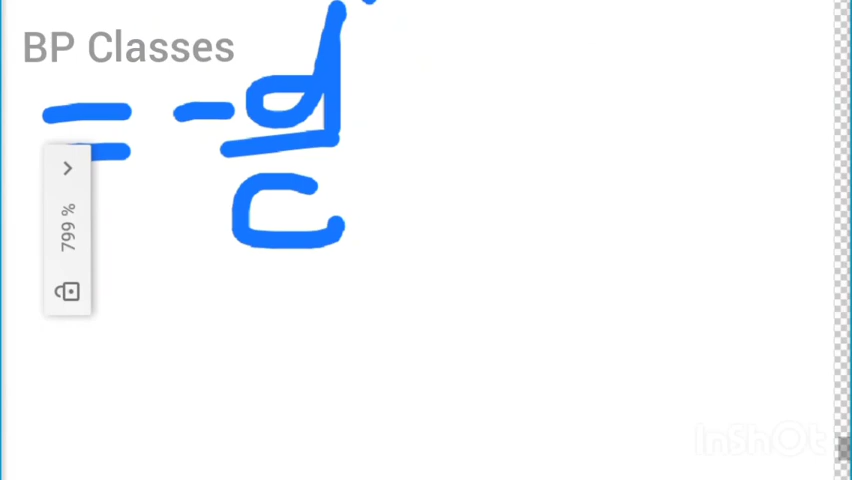 BP Classes
= -d
c
799 %
InShOt